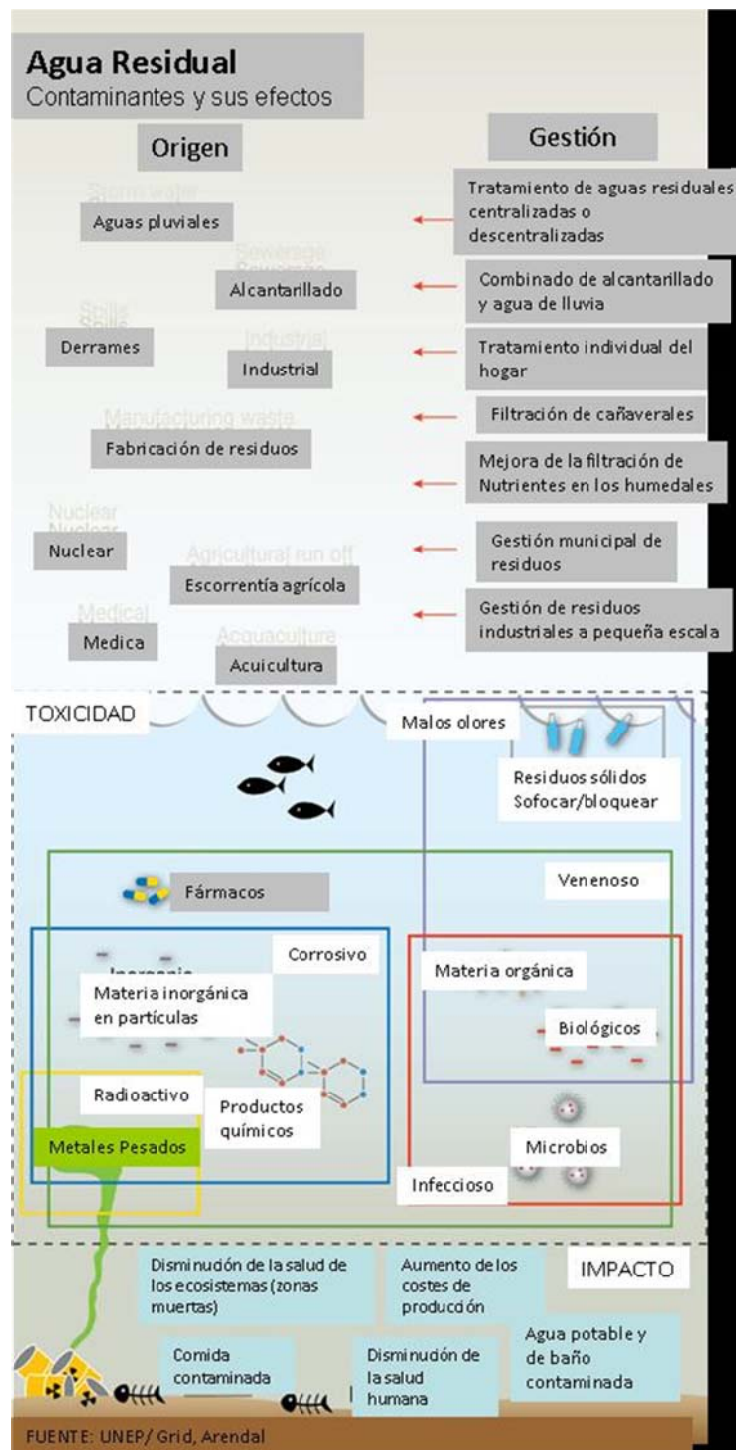 Agua Residual
Contaminantes y sus efectos
Origen
Gestión
Storm water
Aguas pluviales
Sewerage
Sewerage
Alcantarillado
Spills
Spills
Derrames
Industrial
Industrial
Manufacturing waste
Fabricación de residuos
Nuclear
Nuclear
Nuclear
Agricultural run off
Escorrentía agrícola
Medical
Medica
Acquaculture
Acuicultura
Tratamiento de aguas residuales
centralizadas o
descentralizadas
Combinado de alcantarillado
y agua de lluvia
Tratamiento individual del
hogar
Filtración de cañaverales
Mejora de la filtración de
Nutrientes en los humedales
Gestión municipal de
residuos
Gestión de residuos
industriales a pequeña escala
TOXICIDAD
Malos olores
Residuos sólidos
Sofocar/bloquear
Venenoso
Fármacos
Corrosivo
Materia inorgánica
en partículas
Materia orgánica
Biológicos
Radioactivo
Productos
químicos
Metales Pesados
Microbios
Infeccioso
IMPACTO
Disminución de la salud de
los ecosistemas (zonas
muertas)
Aumento de los
costes de
producción
Comida
contaminada
Disminución de
la salud
humana
Agua potable y
de baño
contaminada
FUENTE: UNEP/ Grid, Arendal